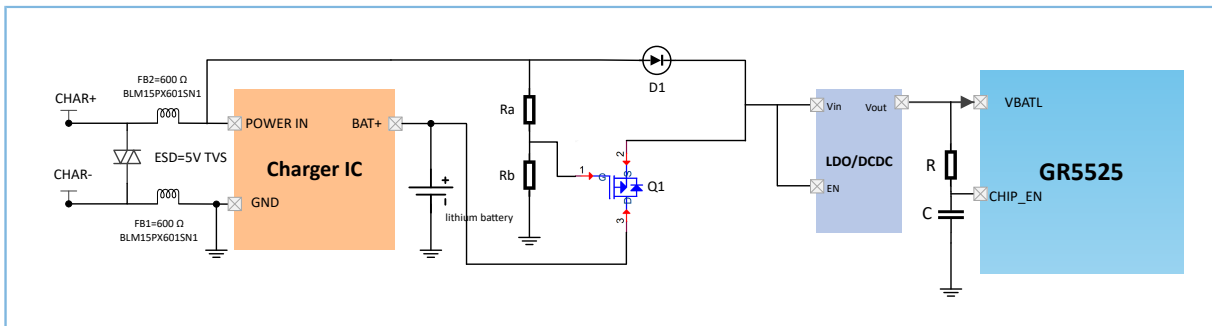 FB2=600 Ω
BLM15PX601SN1
CHAR+
POWER IN
BAT+
ESD=5V TVS
Charger IC
CHAR-
GND
FB1=600 Ω
BLM15PX601SN1
lithium battery
Ra
Rb
D1
1
G
2
S
Q1
D
3
Vin
Vout
LDO/DCDC
EN
R
C
VBATL
GR5525
CHIP_EN